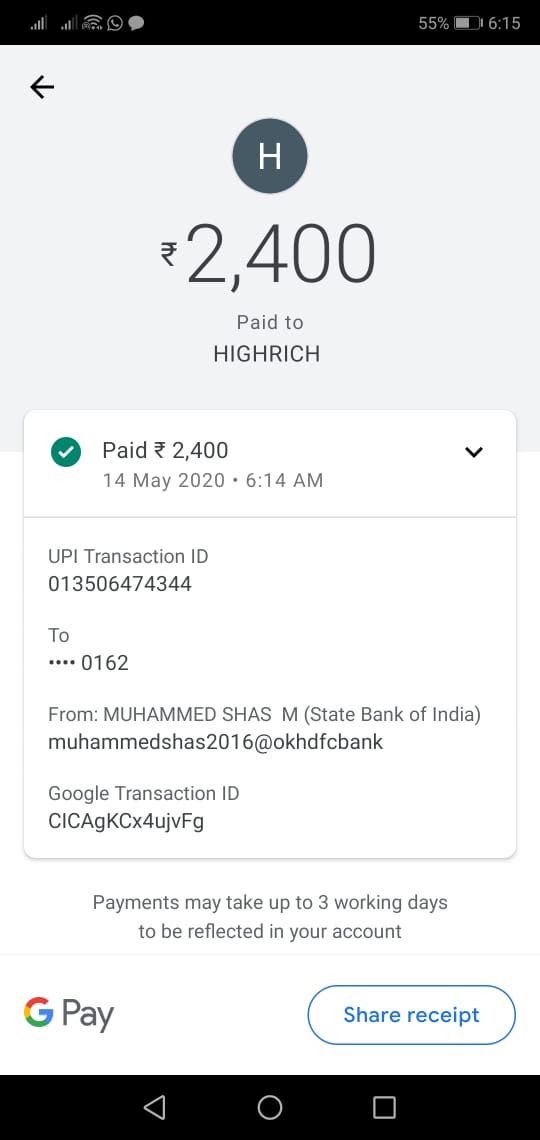 55% 6:15
H
₹2,400
Paid to
HIGHRICH
Paid ₹ 2,400
14 May 2020 • 6:14 AM
UPI Transaction ID
013506474344
To
•••• 0162
From: MUHAMMED SHAS  M (State Bank of India)
muhammedshas2016@okhdfcbank
Google Transaction ID
CICAgKCx4ujvFg
Payments may take up to 3 working days
to be reflected in your account
G Pay
Share receipt